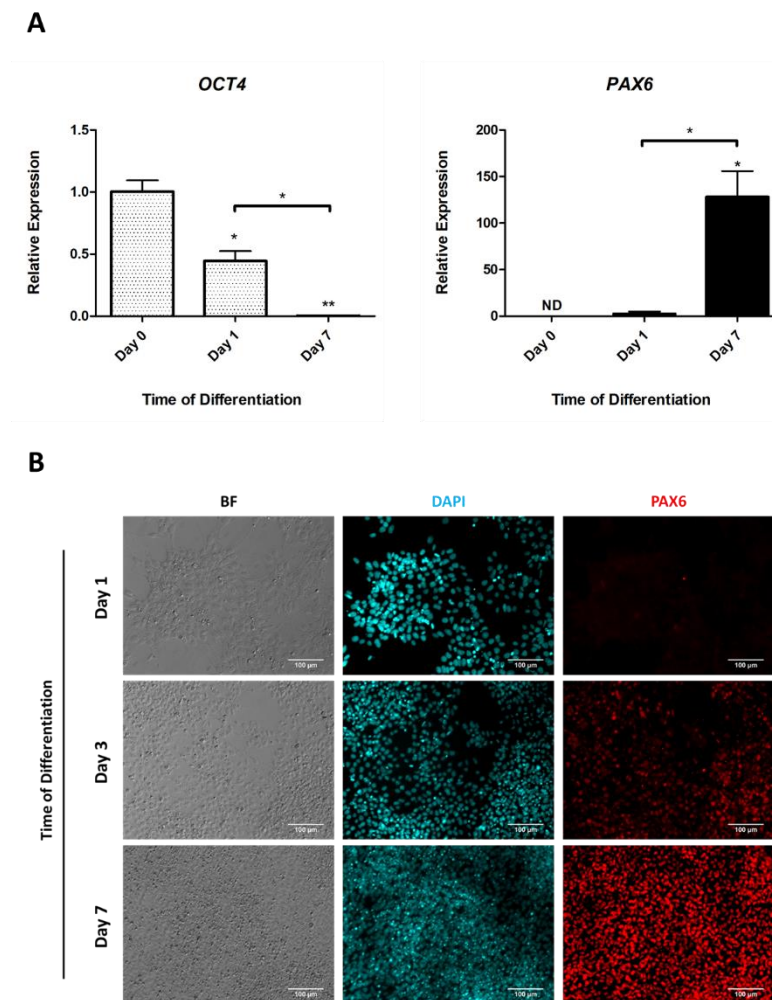 A
OCT4
Relative Expression
1.5
1.0
0.5
0.0
*
*
**
Day 0
Day 1
Day 7
Time of Differentiation
PAX6
Relative Expression
200
150
100
50
0
ND
*
*
Day 0
Day 1
Day 7
Time of Differentiation
B
BF
DAPI
PAX6
Time of Differentiation
Day 1
100 µm
100 µm
100 µm
Day 3
100 µm
100 µm
100 µm
Day 7
100 µm
100 µm
100 µm